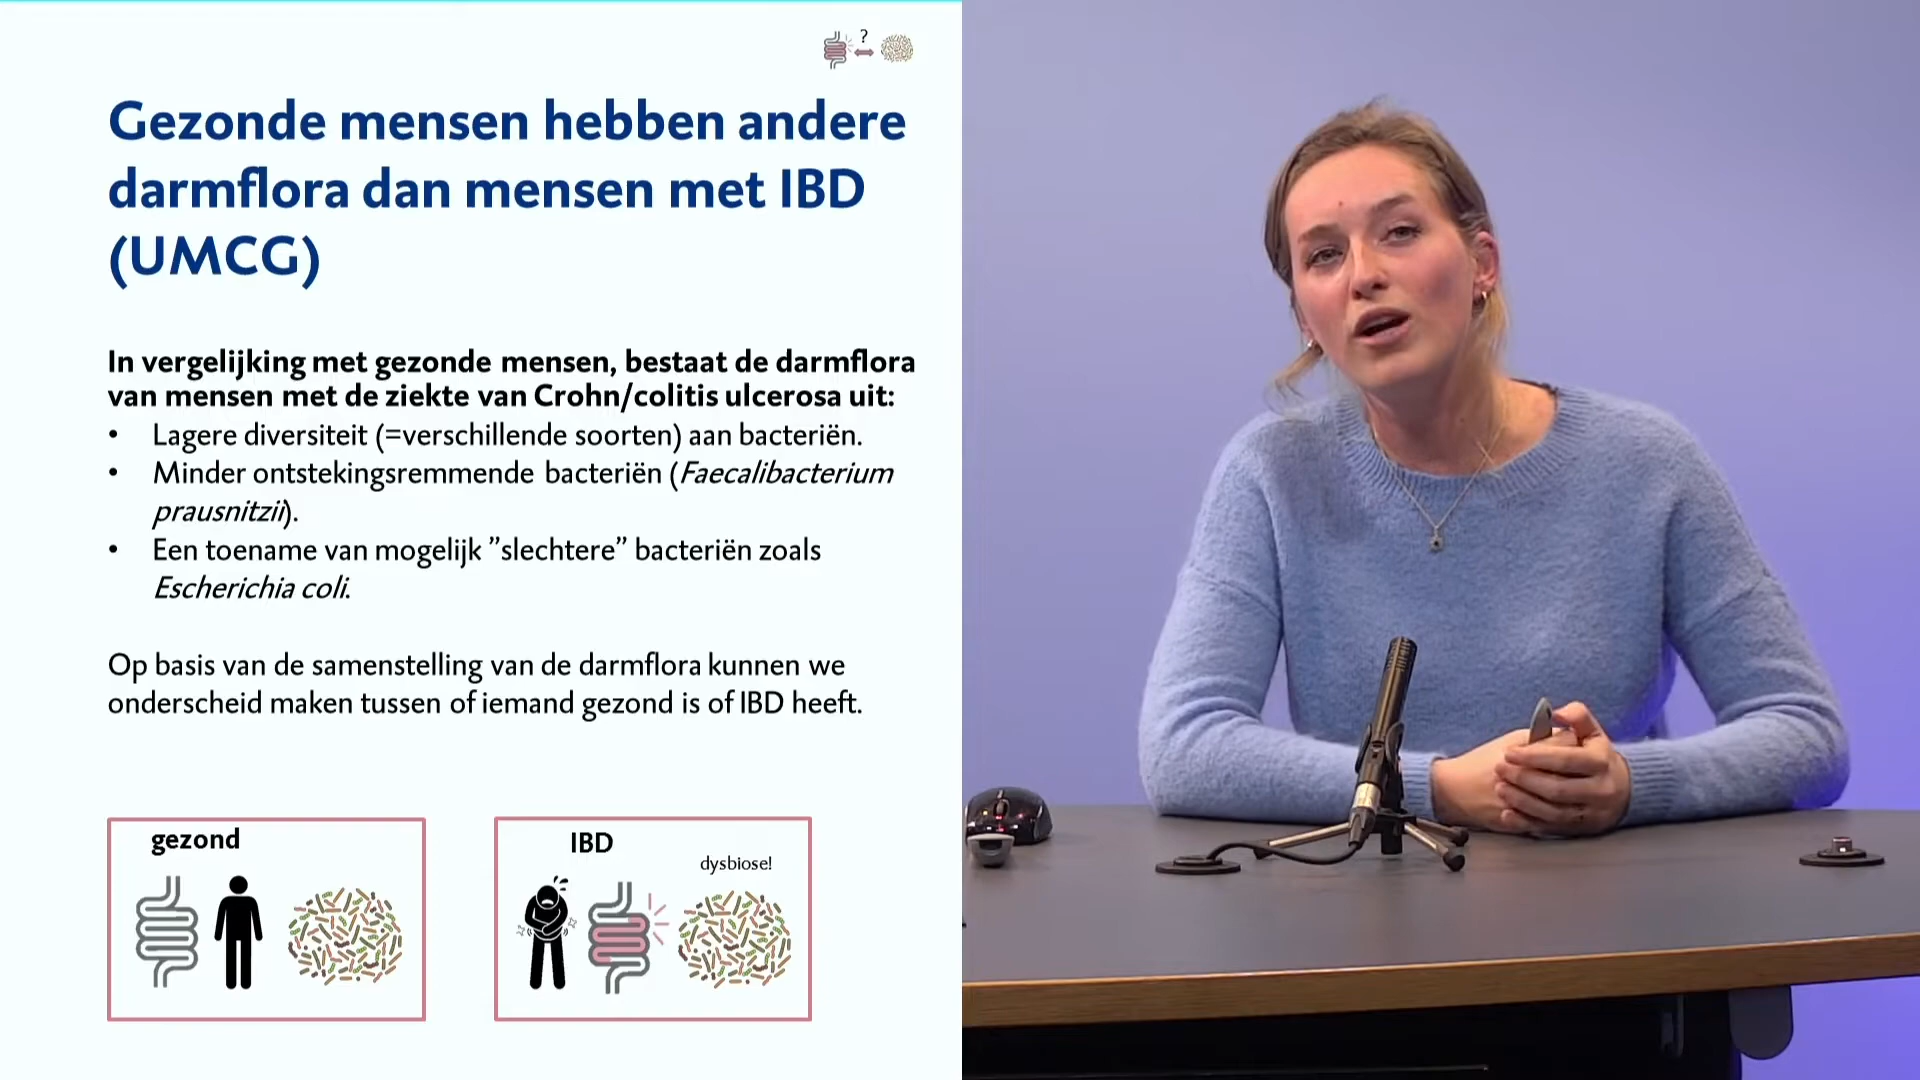 ?
Gezonde mensen hebben andere
darmflora dan mensen met IBD
(UMCG)
In vergelijking met gezonde mensen, bestaat de darmflora
van mensen met de ziekte van Crohn/colitis ulcerosa uit:
• Lagere diversiteit (=verschillende soorten) aan bacteriën.
• Minder ontstekingsremmende bacteriën (Faecalibacterium
prausnitzii).
• Een toename van mogelijk ”slechtere” bacteriën zoals
Escherichia coli.
Op basis van de samenstelling van de darmflora kunnen we
onderscheid maken tussen of iemand gezond is of IBD heeft.
gezond
IBD
dysbiose!